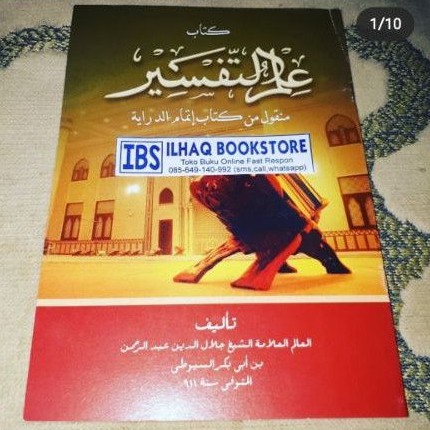 1/10
كتاب
علم التفسير
منقول من كتاب إتمام الدراية
IBS ILHAQ BOOKSTORE
Toko Buku Online Fast Respon
085-649-140-992 (sms,call,whatsapp)
تأليف
العالم العلامة الشيخ جلال الدين عبد الرحمن
بن أبي بكر السيوطي
المتوفى سنة ٩١١